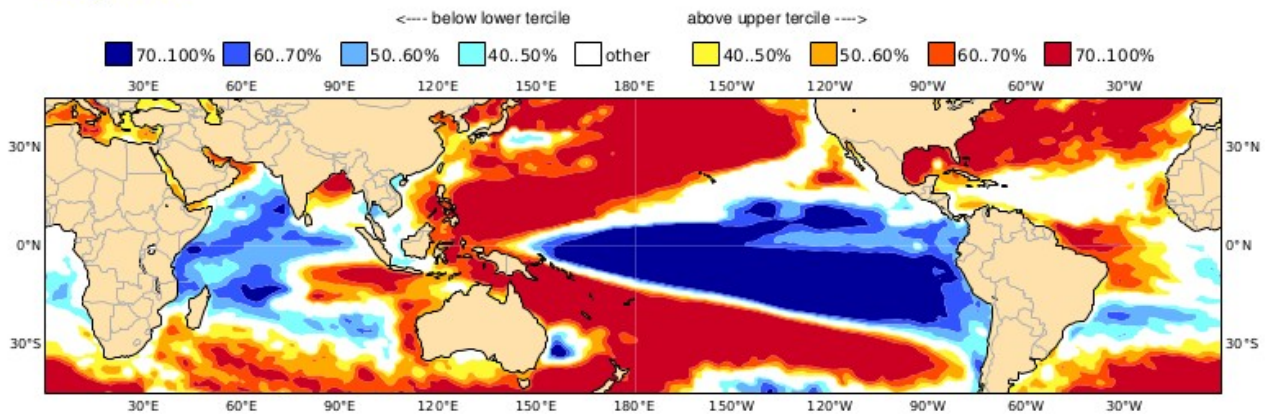 <---- below lower tercile above upper tercile ---->
70..100% 60..70% 50..60% 40..50% other 40..50% 50..60% 60..70% 70..100%
30°E 60°E 90°E 120°E 150°E 180°E 150°W 120°W 90°W 60°W 30°W
30°N 30°N
0°N 0°N
30°S 30°S
30°E 60°E 90°E 120°E 150°E 180°E 150°W 120°W 90°W 60°W 30°W